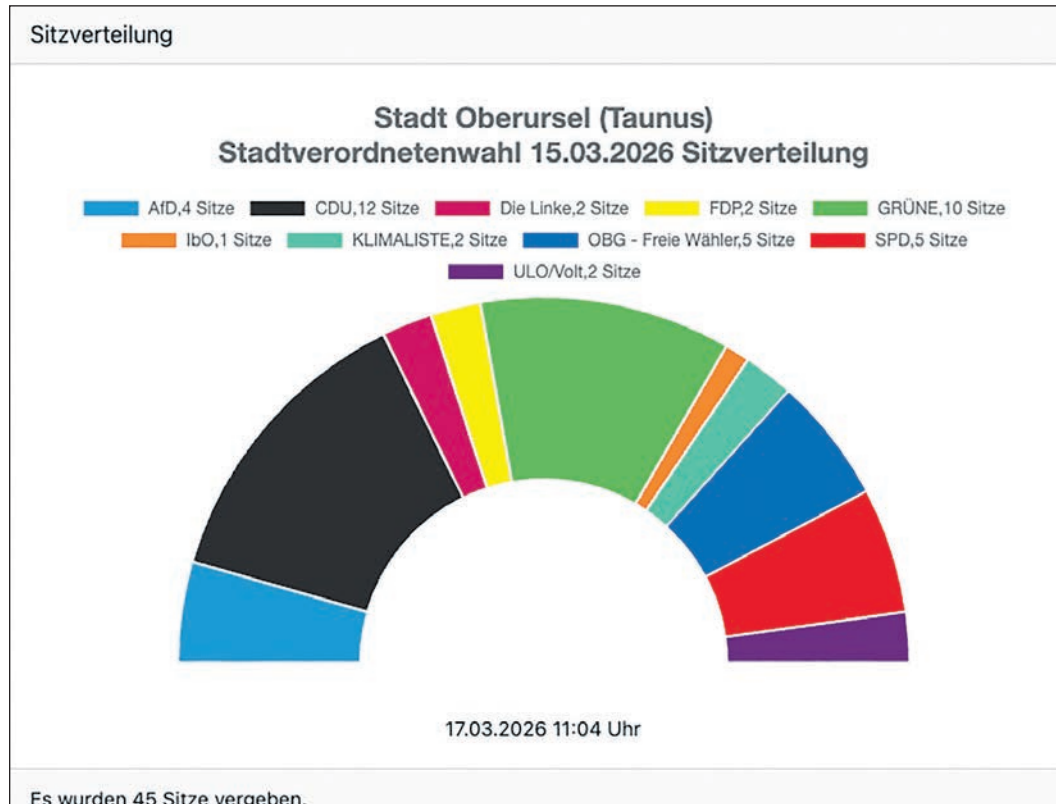 Sitzverteilung
Stadt Oberursel (Taunus)
Stadtverordnetenwahl 15.03.2026 Sitzverteilung
AfD,4 Sitze CDU,12 Sitze Die Linke,2 Sitze FDP,2 Sitze GRÜNE,10 Sitze
IbO,1 Sitze KLIMALISTE,2 Sitze OBG - Freie Wähler,5 Sitze SPD,5 Sitze
ULO/Volt,2 Sitze
17.03.2026 11:04 Uhr
Es wurden 45 Sitze vergeben.